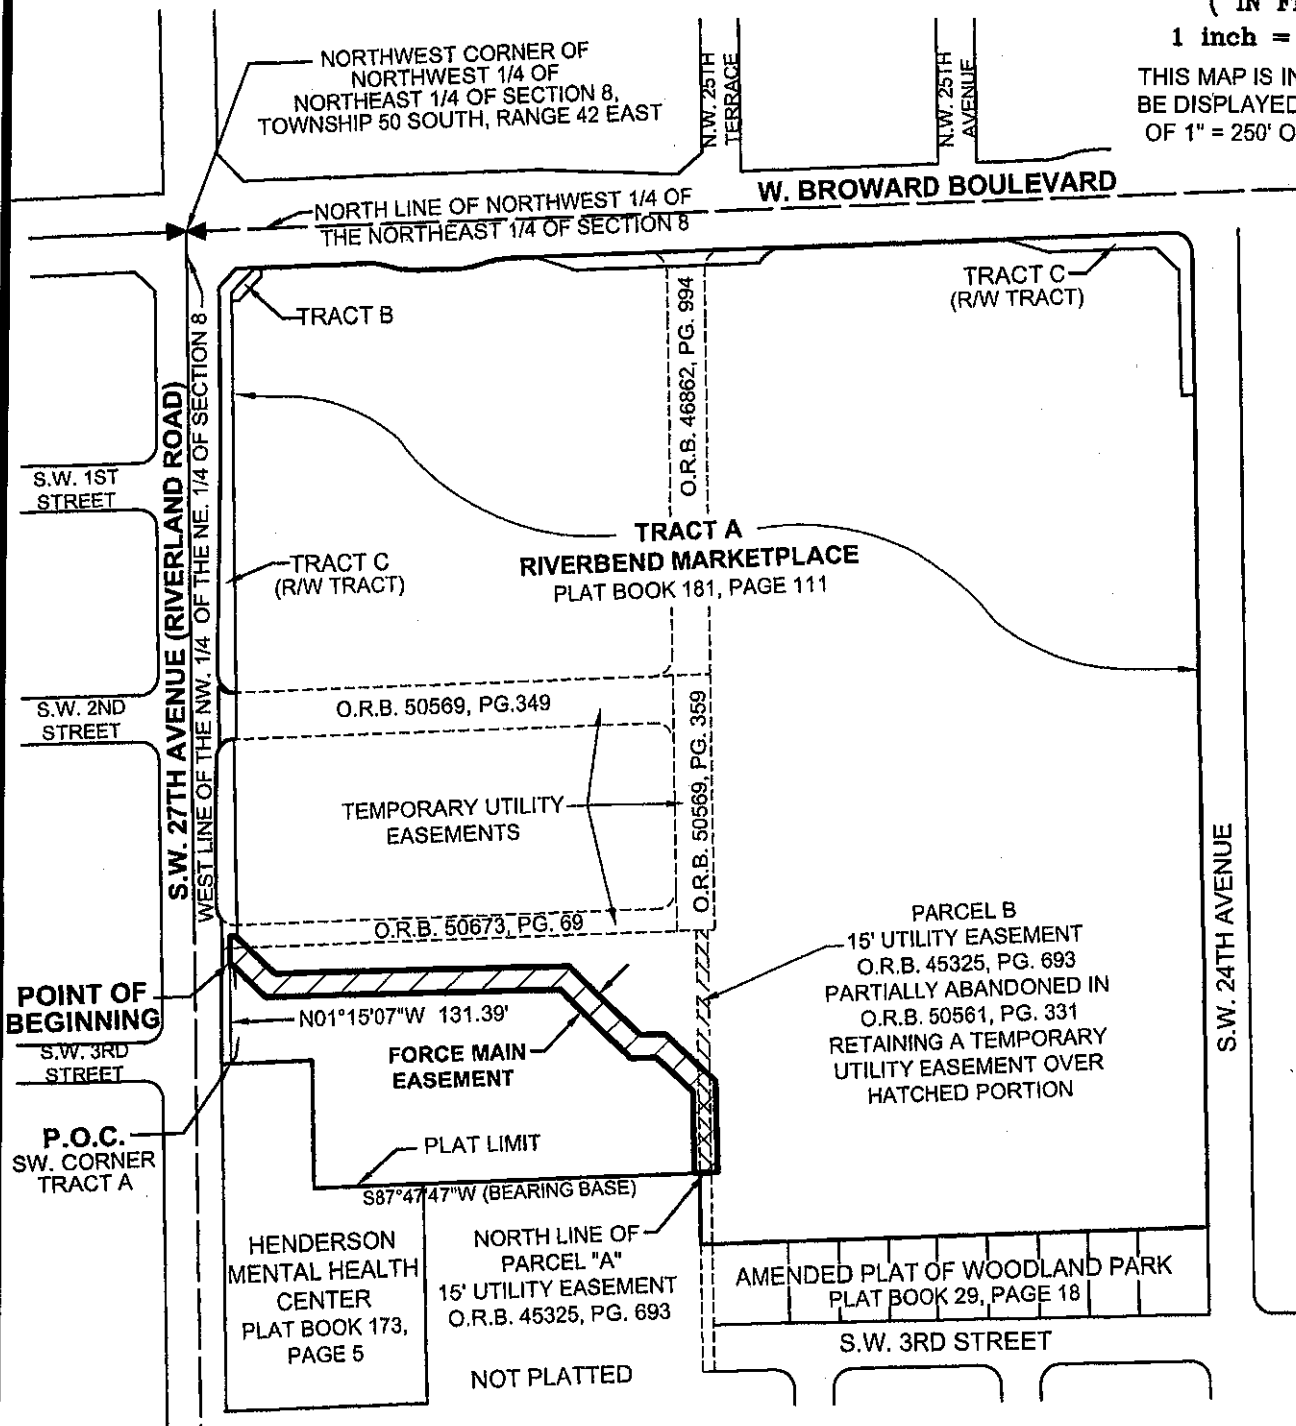 ( IN
1 inch =
THIS MAP IS
BE DISPLAYED
OF 1" = 250'
NORTHWEST CORNER OF
NORTHWEST 1/4 OF
NORTHEAST 1/4 OF SECTION 8,
TOWNSHIP 50 SOUTH, RANGE 42 EAST
N.W. 25TH
TERRACE
N.W. 25TH
AVENUE
W. BROWARD BOULEVARD
NORTH LINE OF NORTHWEST 1/4 OF
THE NORTHEAST 1/4 OF SECTION 8
TRACT B
TRACT C
(R/W TRACT)
O.R.B. 46862, PG. 994
S.W. 27TH AVENUE (RIVERLAND ROAD)
WEST LINE OF THE NW. 1/4 OF THE NE. 1/4 OF SECTION 8
S.W. 1ST
STREET
TRACT A
RIVERBEND MARKETPLACE
PLAT BOOK 181, PAGE 111
TRACT C
(R/W TRACT)
S.W. 2ND
STREET
O.R.B. 50569, PG.349
O.R.B. 50569, PG. 359
TEMPORARY UTILITY
EASEMENTS
O.R.B. 50673, PG. 69
PARCEL B
15' UTILITY EASEMENT
O.R.B. 45325, PG. 693
PARTIALLY ABANDONED IN
O.R.B. 50561, PG. 331
RETAINING A TEMPORARY
UTILITY EASEMENT OVER
HATCHED PORTION
S.W. 24TH AVENUE
POINT OF
BEGINNING
N01°15'07"W 131.39'
S.W. 3RD
STREET
FORCE MAIN
EASEMENT
P.O.C.
SW. CORNER
TRACT A
PLAT LIMIT
S87°47'47"W (BEARING BASE)
HENDERSON
MENTAL HEALTH
CENTER
PLAT BOOK 173,
PAGE 5
NORTH LINE OF
PARCEL "A"
15' UTILITY EASEMENT
O.R.B. 45325, PG. 693
NOT PLATTED
AMENDED PLAT OF WOODLAND PARK
PLAT BOOK 29, PAGE 18
S.W. 3RD STREET